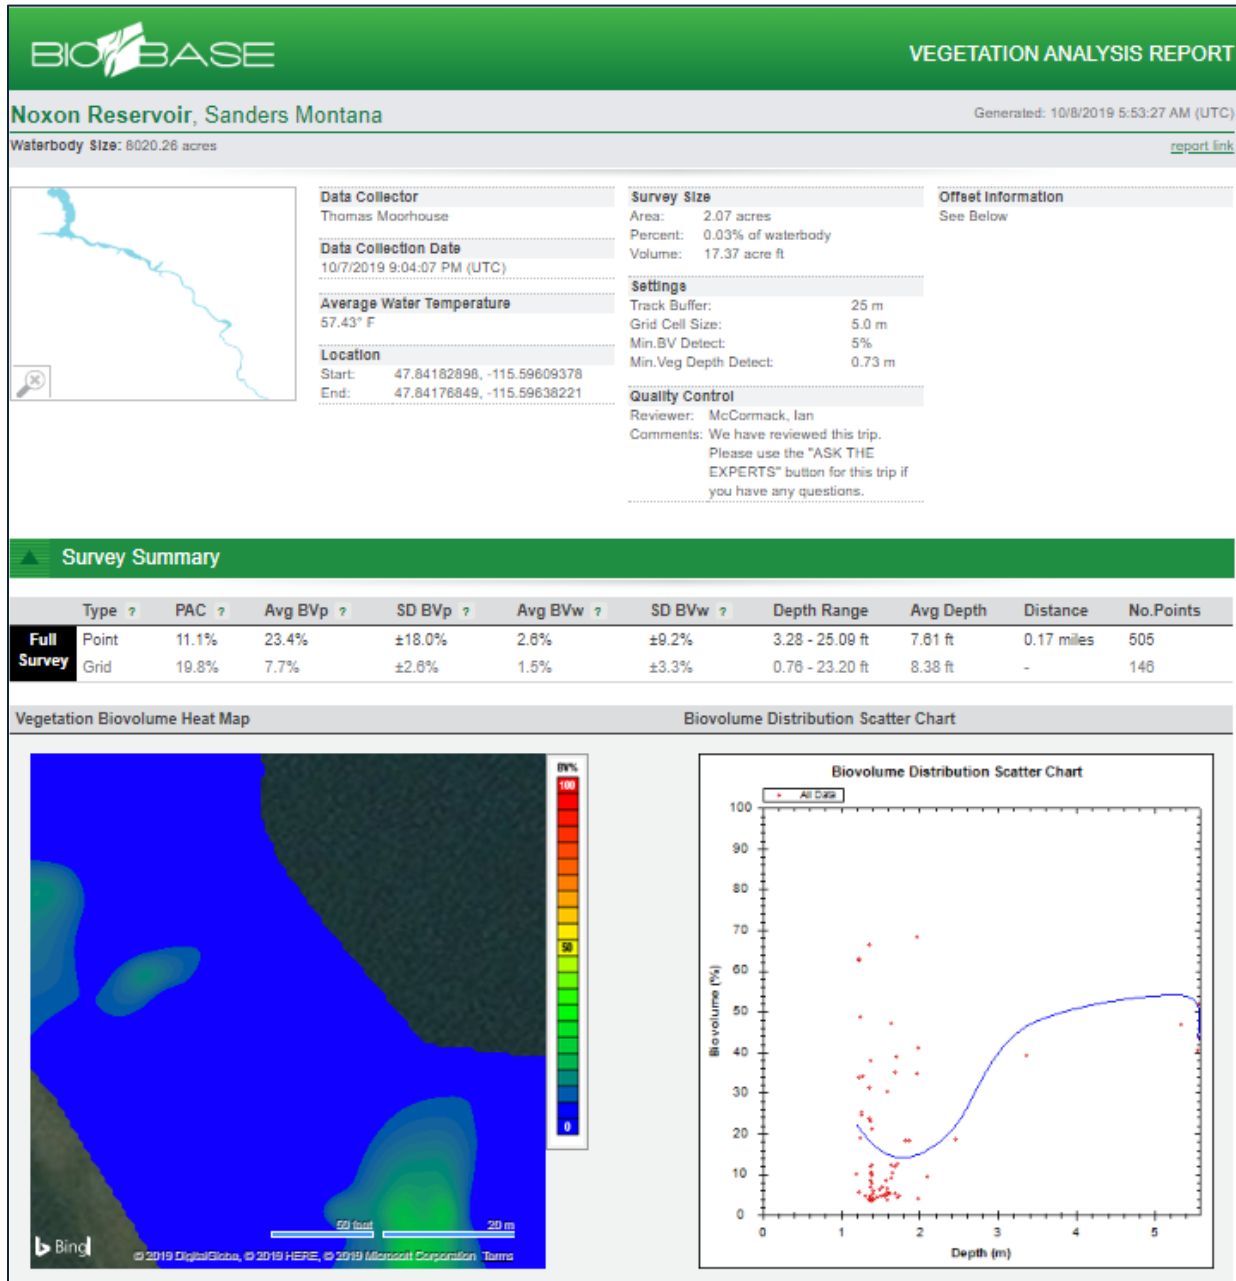 BIOBASE
VEGETATION ANALYSIS REPORT
Noxon Reservoir, Sanders Montana
Generated: 10/8/2019 5:53:27 AM (UTC)
Waterbody Size: 8020.26 acres
report link
Data Collector
Thomas Moorhouse
Data Collection Date
10/7/2019 9:04:07 PM (UTC)
Average Water Temperature
57.43° F
Location
Start: 47.84182898, -115.59609378
End: 47.84176849, -115.59638221
Survey Size
Area: 2.07 acres
Percent: 0.03% of waterbody
Volume: 17.37 acre ft
Settings
Track Buffer: 25 m
Grid Cell Size: 5.0 m
Min.BV Detect: 5%
Min.Veg Depth Detect: 0.73 m
Quality Control
Reviewer: McCormack, Ian
Comments: We have reviewed this trip.
Please use the "ASK THE
EXPERTS" button for this trip if
you have any questions.
Offset Information
See Below
Survey Summary
Type ? PAC ? Avg BVp ? SD BVp ? Avg BVw ? SD BVw ? Depth Range Avg Depth Distance No.Points
Full Survey
Point 11.1% 23.4% ±18.0% 2.6% ±9.2% 3.28 - 25.09 ft 7.61 ft 0.17 miles 505
Grid 19.8% 7.7% ±2.6% 1.5% ±3.3% 0.76 - 23.20 ft 8.38 ft - 146
Vegetation Biovolume Heat Map
Biovolume Distribution Scatter Chart
BV%
100
50
0
50 feet 20 m
Bing
© 2019 DigitalGlobe, © 2019 HERE, © 2019 Microsoft Corporation Terms
Biovolume Distribution Scatter Chart
All Data
100
90
80
70
60
50
40
30
20
10
0
Biovolume (%)
0 1 2 3 4 5
Depth (m)